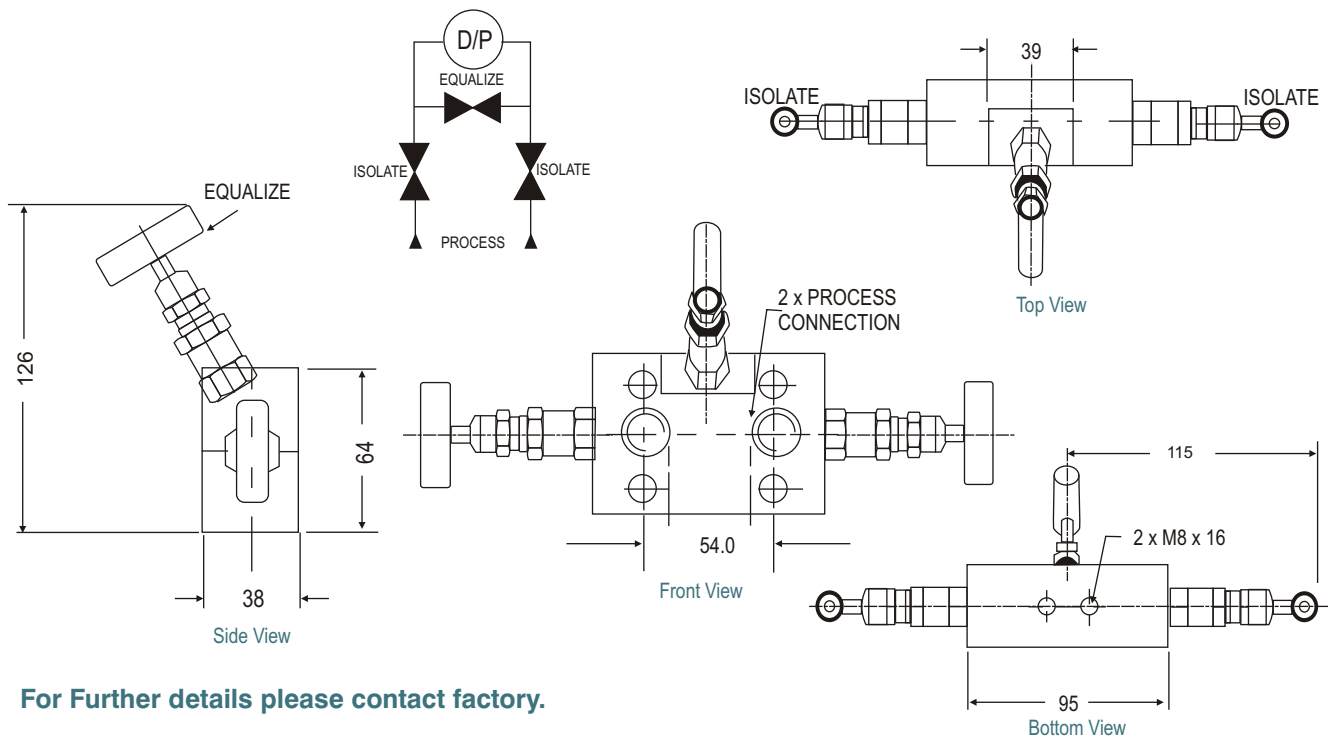 D/P
EQUALIZE
ISOLATE
ISOLATE
PROCESS
39
ISOLATE
ISOLATE
Top View
EQUALIZE
126
64
38
Side View
2 x PROCESS
CONNECTION
54.0
Front View
115
2 x M8 x 16
95
Bottom View
For Further details please contact factory.